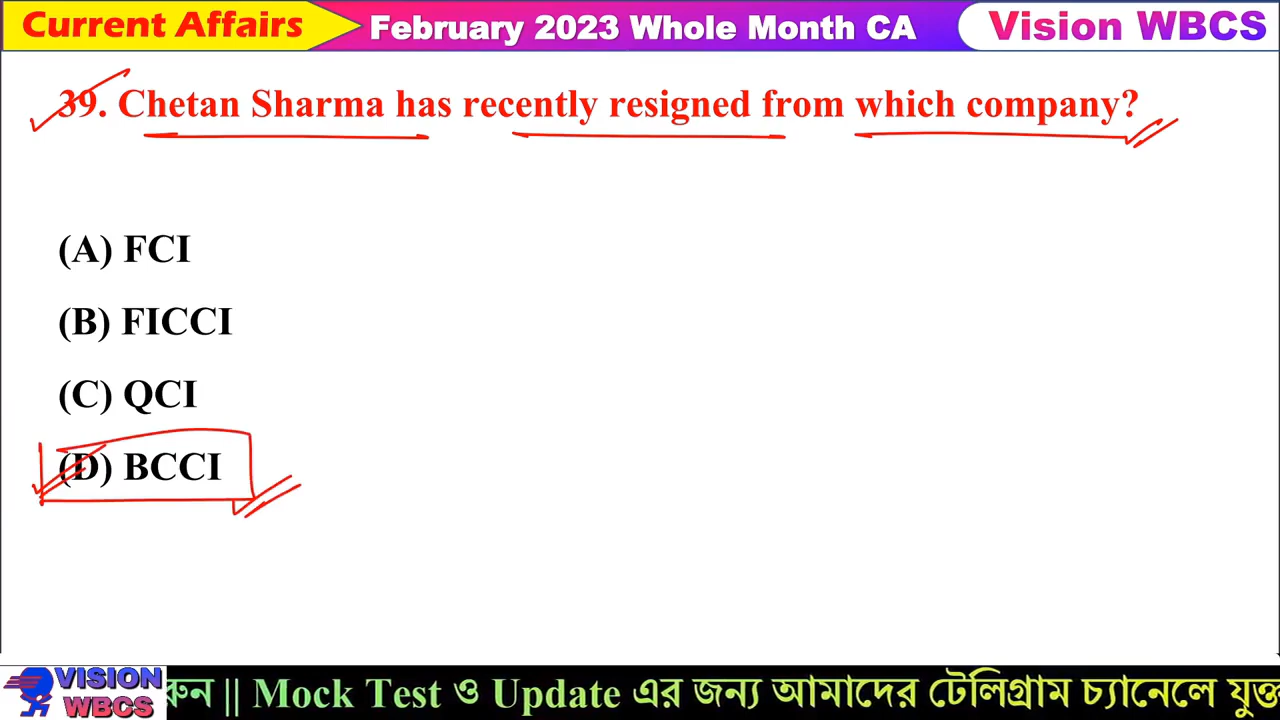 Current Affairs
February 2023 Whole Month CA
Vision WBCS
39. Chetan Sharma has recently resigned from which company?
(A) FCI
(B) FICCI
(C) QCI
(D) BCCI
VISION
WBCS
রুন || Mock Test ও Update এর জন্য আমাদের টেলিগ্রাম চ্যানেলে যুক্ত